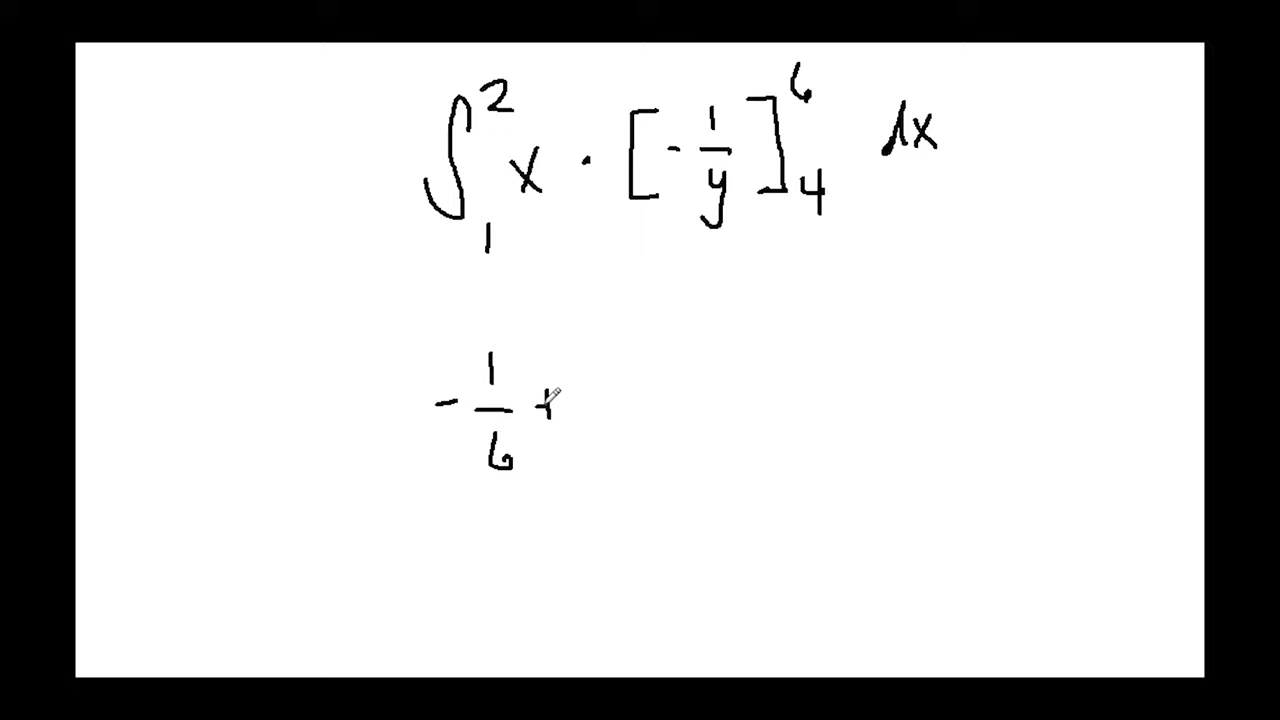 ∫₁² x · [-1/y]₄⁶ dx
-1/6 +